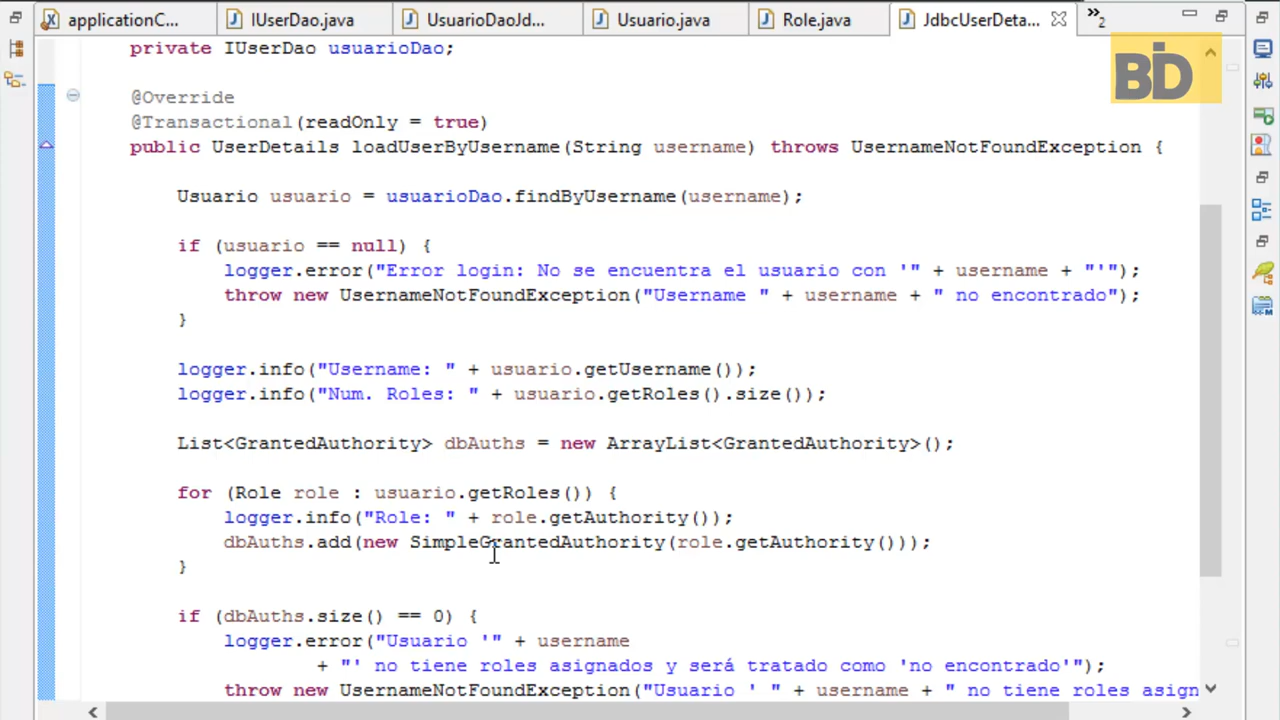 applicationC... IUserDao.java UsuarioDaoJd... Usuario.java Role.java JdbcUserDeta... »2
BD
private IUserDao usuarioDao;
@Override
@Transactional(readOnly = true)
public UserDetails loadUserByUsername(String username) throws UsernameNotFoundException {
Usuario usuario = usuarioDao.findByUsername(username);
if (usuario == null) {
logger.error("Error login: No se encuentra el usuario con '" + username + "'");
throw new UsernameNotFoundException("Username " + username + " no encontrado");
}
logger.info("Username: " + usuario.getUsername());
logger.info("Num. Roles: " + usuario.getRoles().size());
List<GrantedAuthority> dbAuths = new ArrayList<GrantedAuthority>();
for (Role role : usuario.getRoles()) {
logger.info("Role: " + role.getAuthority());
dbAuths.add(new SimpleGrantedAuthority(role.getAuthority()));
}
if (dbAuths.size() == 0) {
logger.error("Usuario '" + username
+ "' no tiene roles asignados y será tratado como 'no encontrado'");
throw new UsernameNotFoundException("Usuario ' " + username + " no tiene roles asign